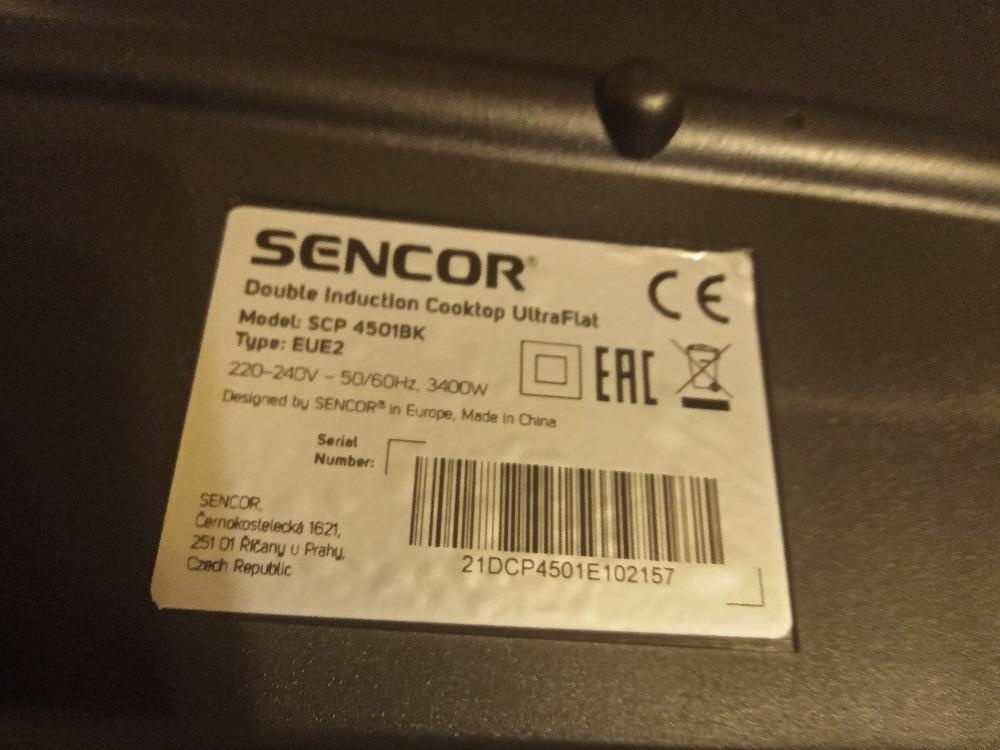 SENCOR®
Double Induction Cooktop UltraFlat
Model: SCP 4501BK
Type: EUE2
220-240V ~ 50/60Hz, 3400W
Designed by SENCOR® in Europe, Made in China
CE
EAC
Serial
Number:
21DCP4501E102157
SENCOR,
Černokostelecká 1621,
251 01 Říčany u Prahy,
Czech Republic